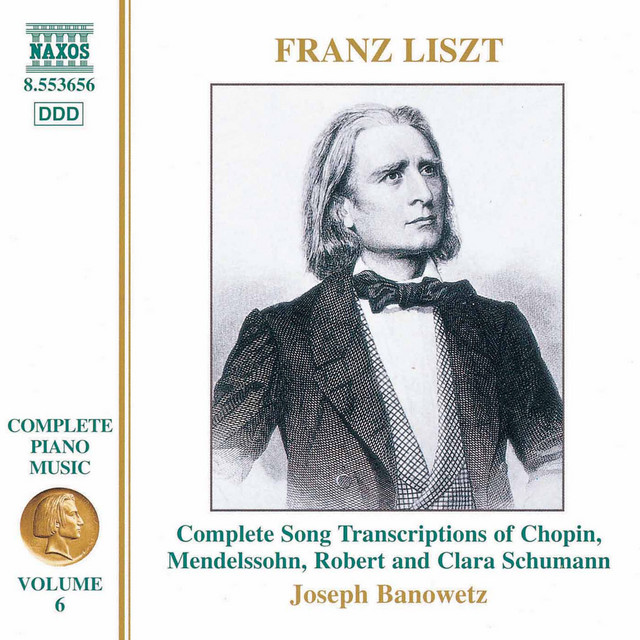 NAXOS
8.553656
DDD
FRANZ LISZT
COMPLETE
PIANO
MUSIC
VOLUME
6
Complete Song Transcriptions of Chopin,
Mendelssohn, Robert and Clara Schumann
Joseph Banowetz